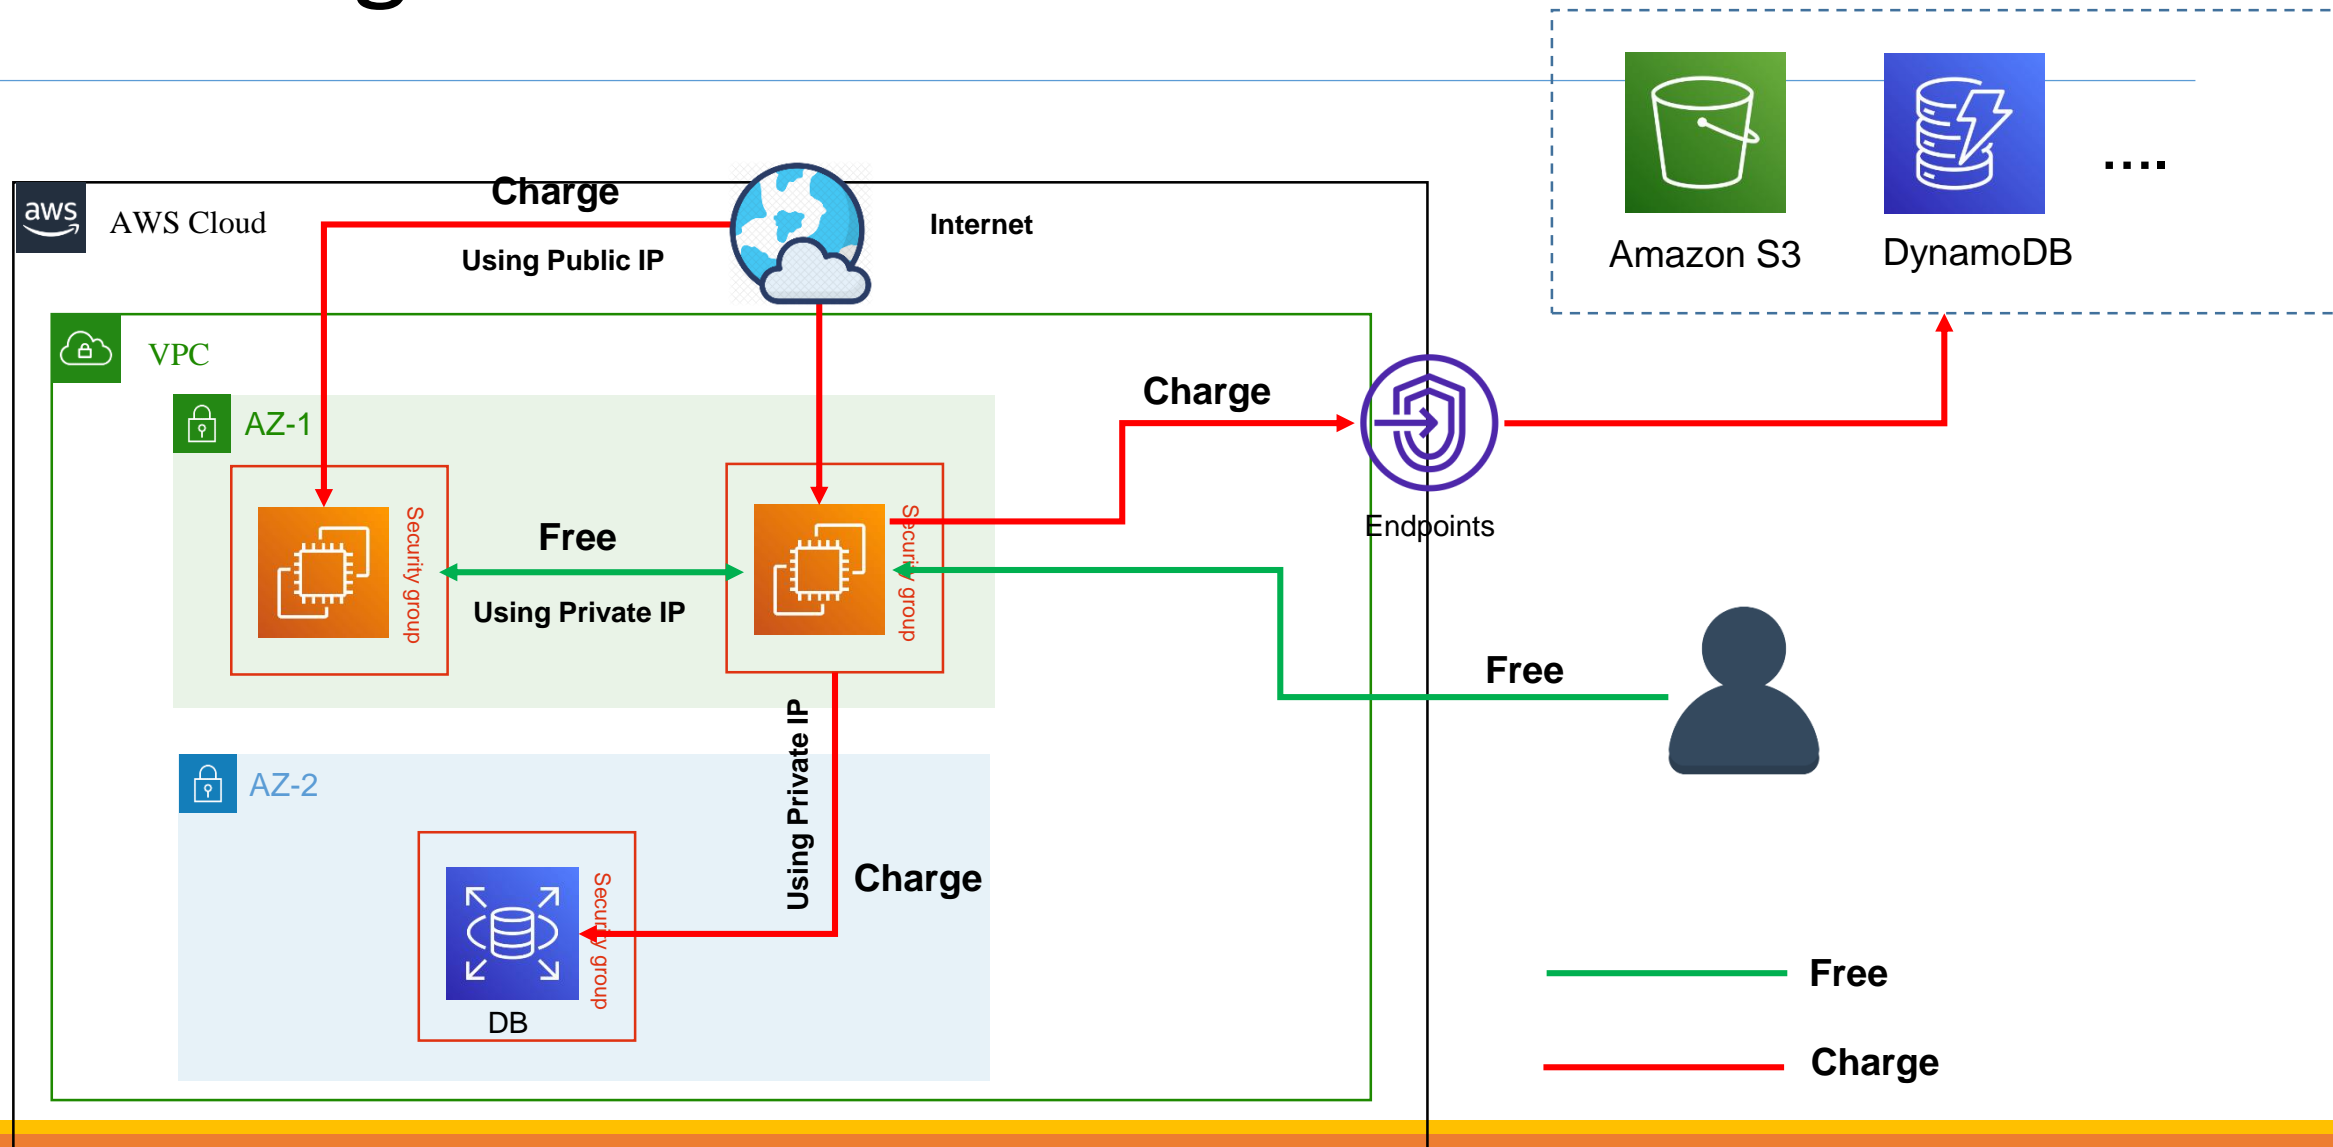 aws
AWS Cloud
Charge
Using Public IP
Internet
Amazon S3
DynamoDB
....
VPC
AZ-1
Charge
Endpoints
Security group
Free
Using Private IP
Security group
Free
Using Private IP
Charge
AZ-2
Security group
DB
Free
Charge